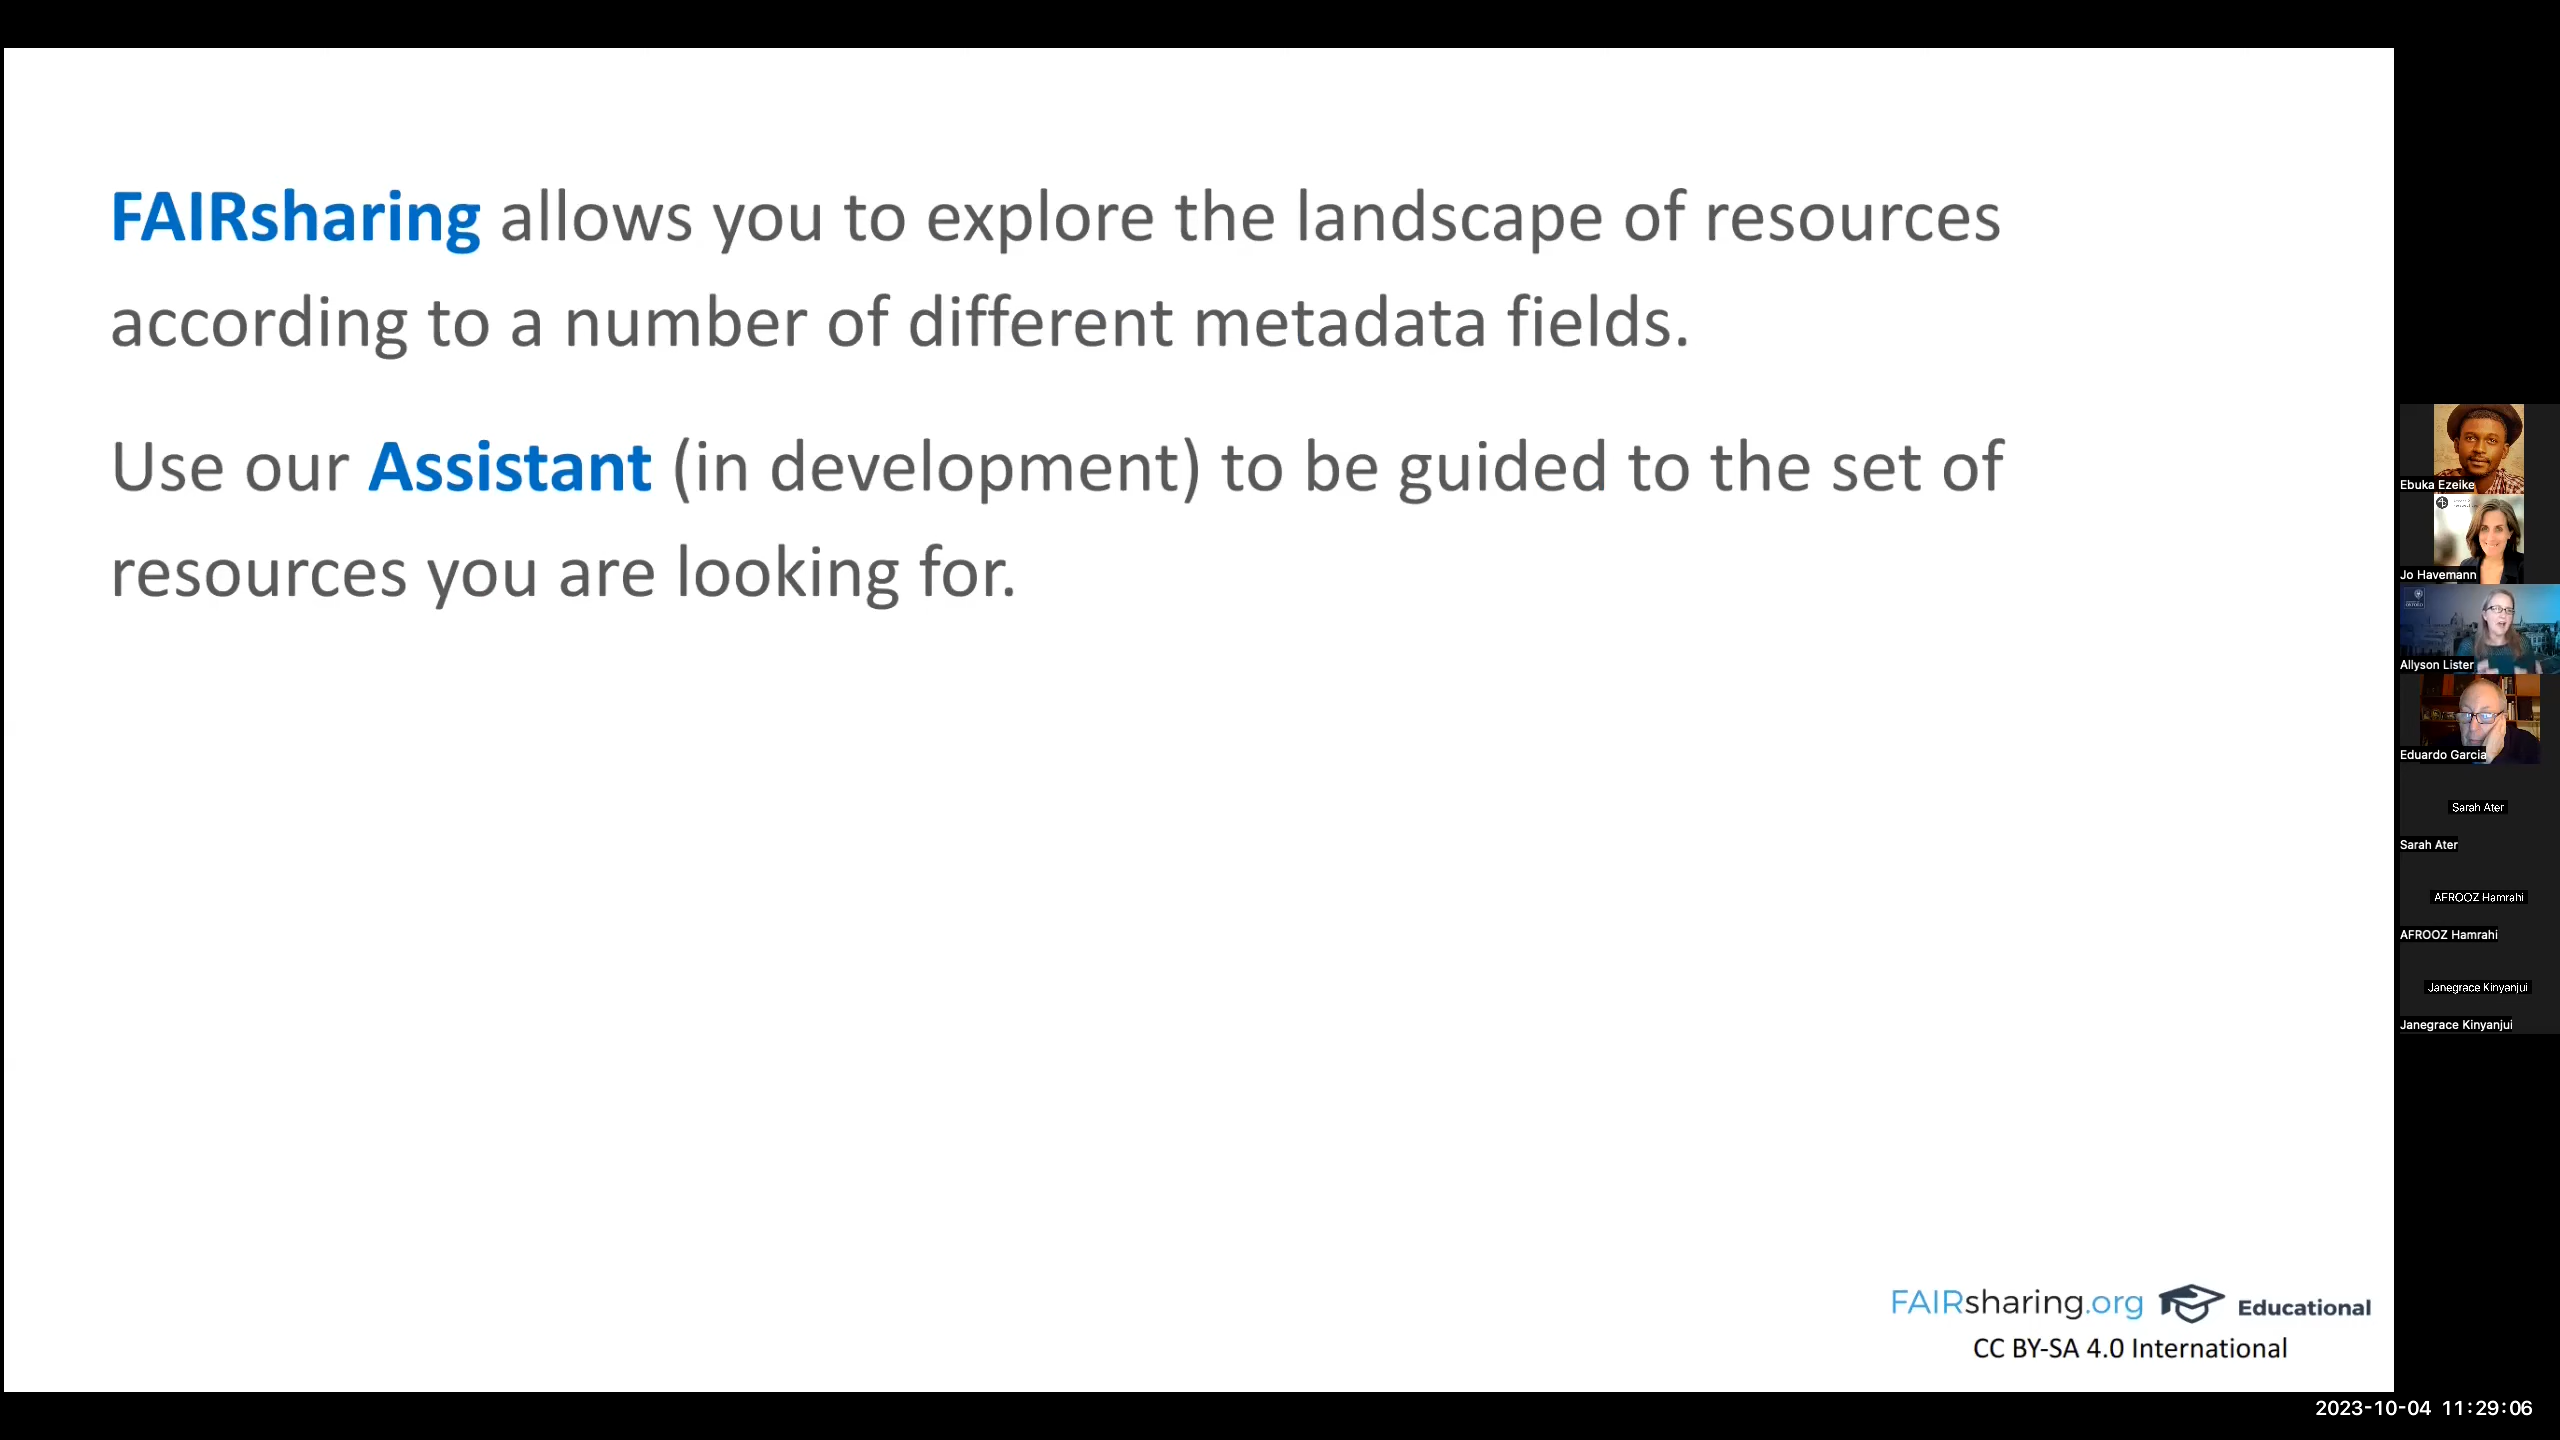 FAIRsharing allows you to explore the landscape of resources
according to a number of different metadata fields.
Use our Assistant (in development) to be guided to the set of
resources you are looking for.
Ebuka Ezeike
Jo Havemann
Allyson Lister
Eduardo Garcia
Sarah Ater
Sarah Ater
AFROOZ Hamrahi
AFROOZ Hamrahi
Janegrace Kinyanjui
Janegrace Kinyanjui
FAIRsharing.org Educational
CC BY-SA 4.0 International
2023-10-04 11:29:06